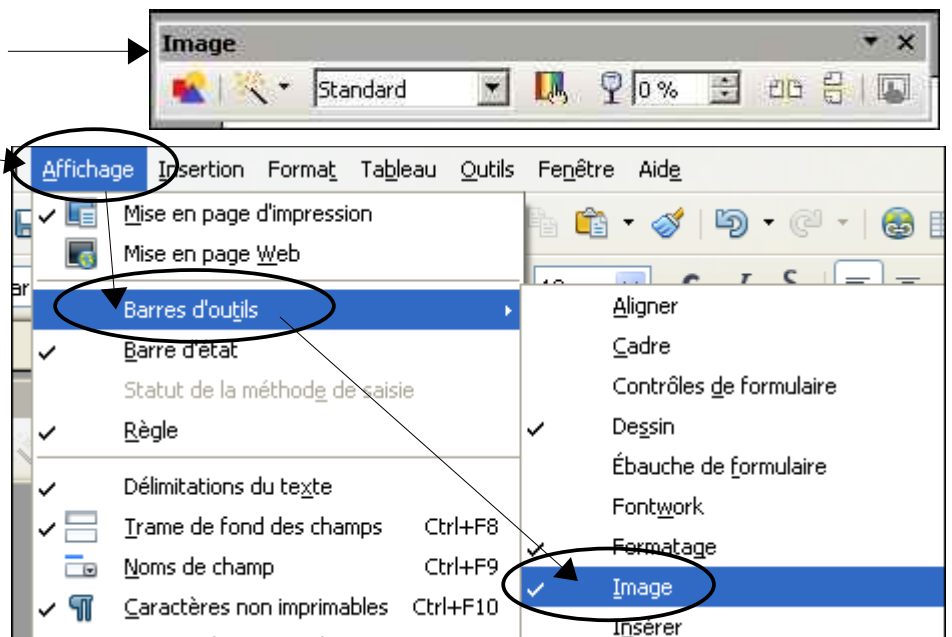 Image
Standard
0 %
Affichage Insertion Format Tableau Outils Fenêtre Aide
Mise en page d'impression
Mise en page Web
Barres d'outils
Barre d'état
Statut de la méthode de saisie
Règle
Délimitations du texte
Trame de fond des champs Ctrl+F8
Noms de champ Ctrl+F9
Caractères non imprimables Ctrl+F10
Aligner
Cadre
Contrôles de formulaire
Dessin
Ébauche de formulaire
Fontwork
Formatage
Image
Insérer